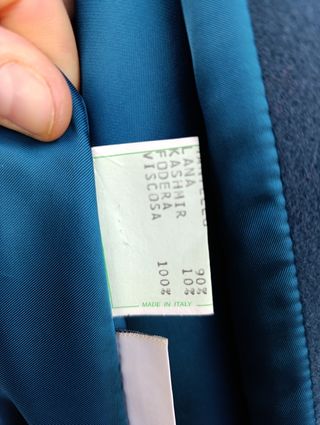 LANA 90%
KASHMIR 10%
FODERA
VISCOSA 100%
MADE IN ITALY